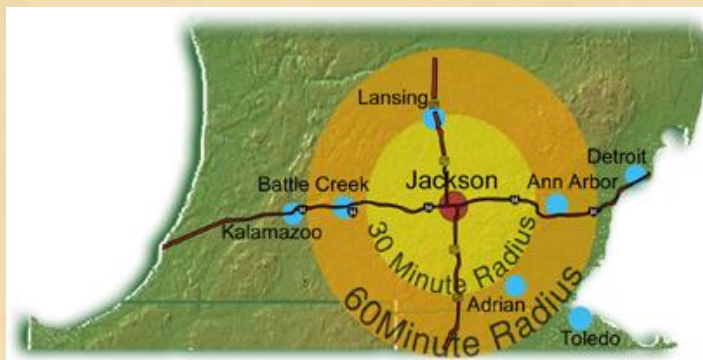 Lansing
Detroit
Battle Creek
Jackson
Ann Arbor
Kalamazoo
30 Minute Radius
Adrian
60Minute Radius
Toledo